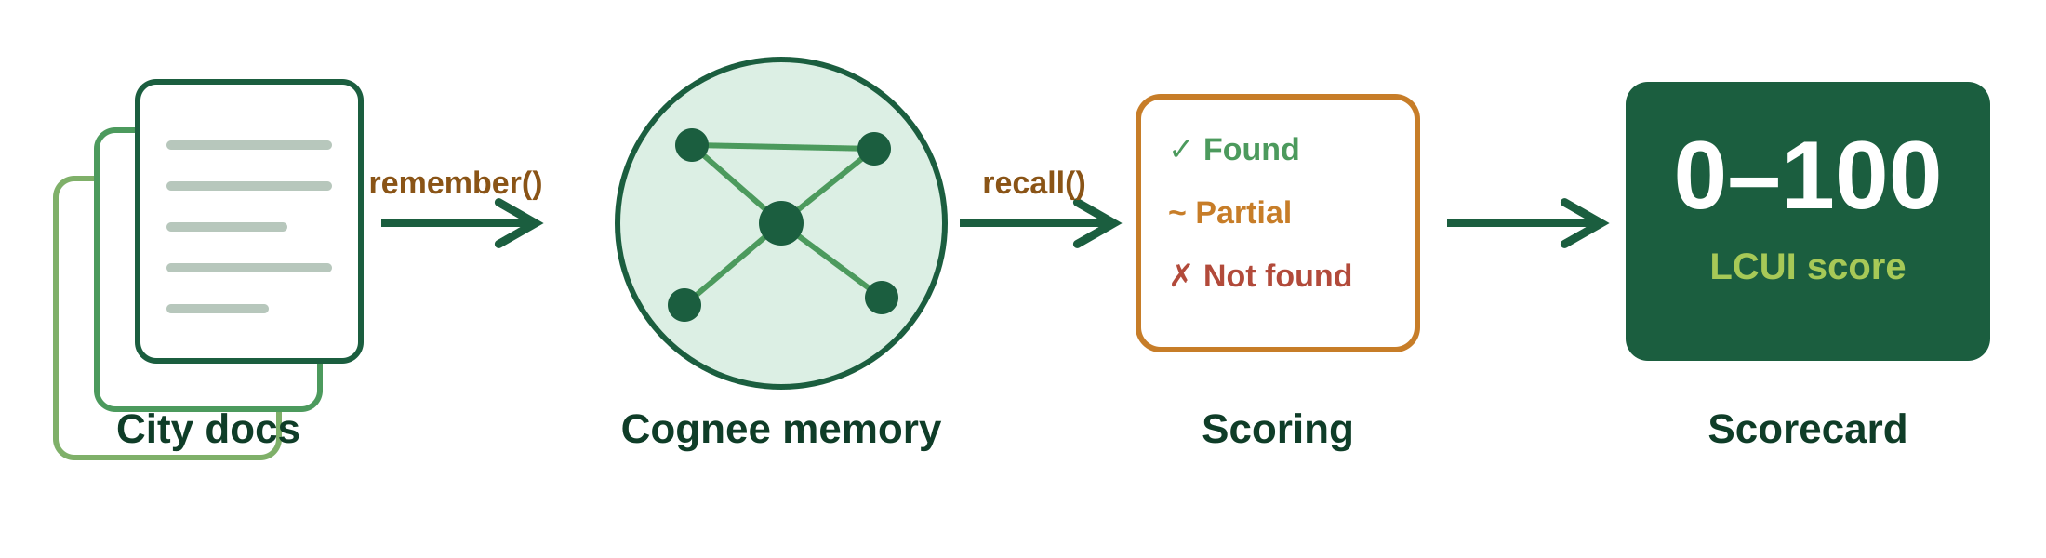 remember()
recall()
✓ Found
~ Partial
✗ Not found
0–100
LCUI score
City docs
Cognee memory
Scoring
Scorecard